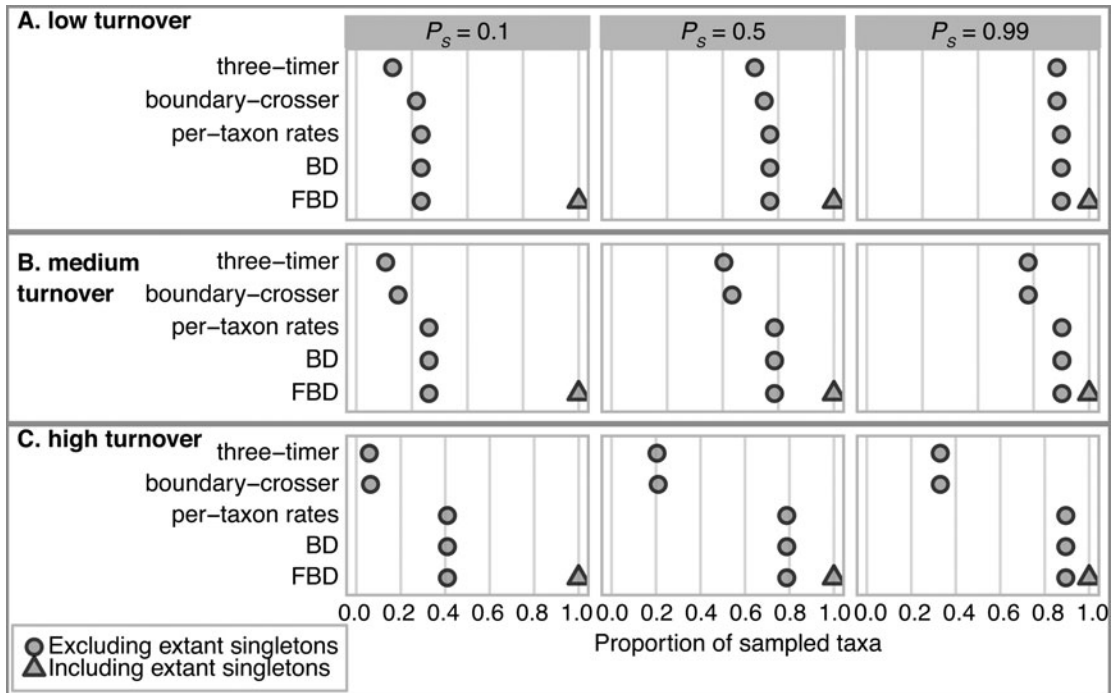 A. low turnover
P_S = 0.1 P_S = 0.5 P_S = 0.99
three–timer
boundary–crosser
per–taxon rates
BD
FBD
B. medium turnover
three–timer
boundary–crosser
per–taxon rates
BD
FBD
C. high turnover
three–timer
boundary–crosser
per–taxon rates
BD
FBD
0.0 0.2 0.4 0.6 0.8 1.0 0.0 0.2 0.4 0.6 0.8 1.0 0.0 0.2 0.4 0.6 0.8 1.0
Proportion of sampled taxa
Excluding extant singletons
Including extant singletons